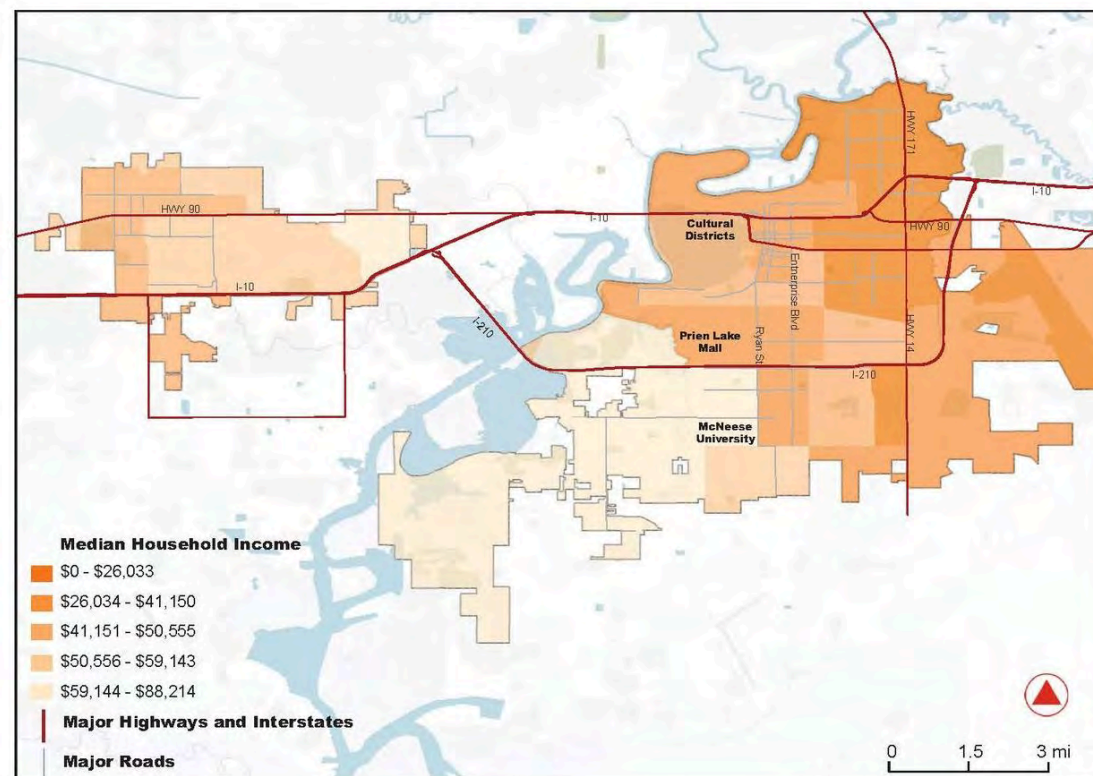 HWY 171
I-10
HWY 90
I-10
Cultural
Districts
HWY 90
Entnerprise Blvd
I-10
I-210
Prien Lake
Mall
Ryan St
HWY 14
I-210
McNeese
University
Median Household Income
$0 - $26,033
$26,034 - $41,150
$41,151 - $50,555
$50,556 - $59,143
$59,144 - $88,214
Major Highways and Interstates
Major Roads
0 1.5 3 mi